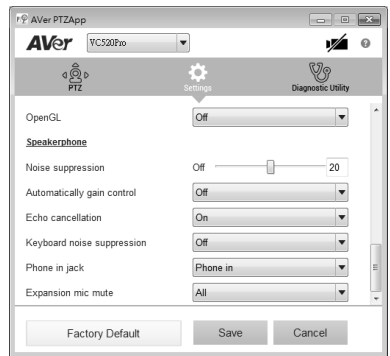 AVer PTZApp
AVer VC520Pro
PTZ Settings Diagnostic Utility
OpenGL Off
Speakerphone
Noise suppression Off 20
Automatically gain control Off
Echo cancellation On
Keyboard noise suppression Off
Phone in jack Phone in
Expansion mic mute All
Factory Default Save Cancel